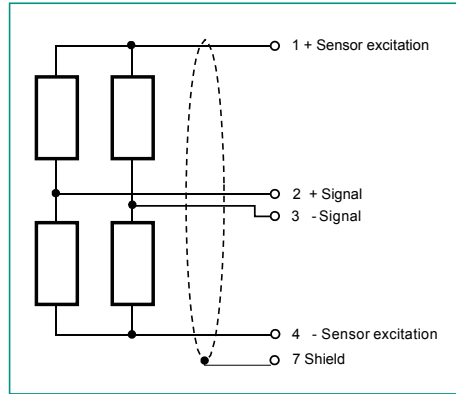 1 + Sensor excitation
2 + Signal
3 - Signal
4 - Sensor excitation
7 Shield